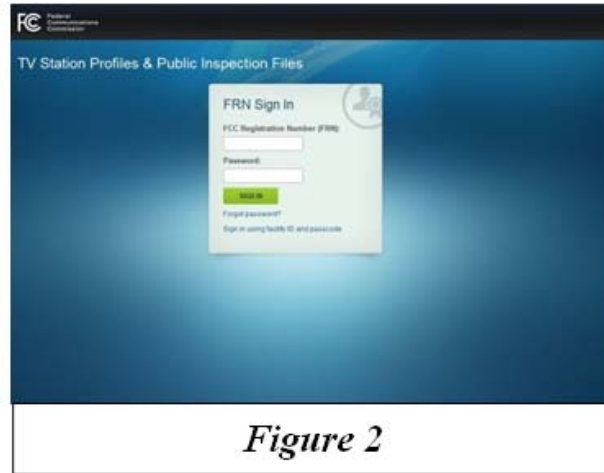 FCC Federal
Communications
Commission
TV Station Profiles & Public Inspection Files
FRN Sign In
FCC Registration Number (FRN):
Password:
SIGN IN
Forgot password?
Sign in using facility ID and passcode
Figure 2